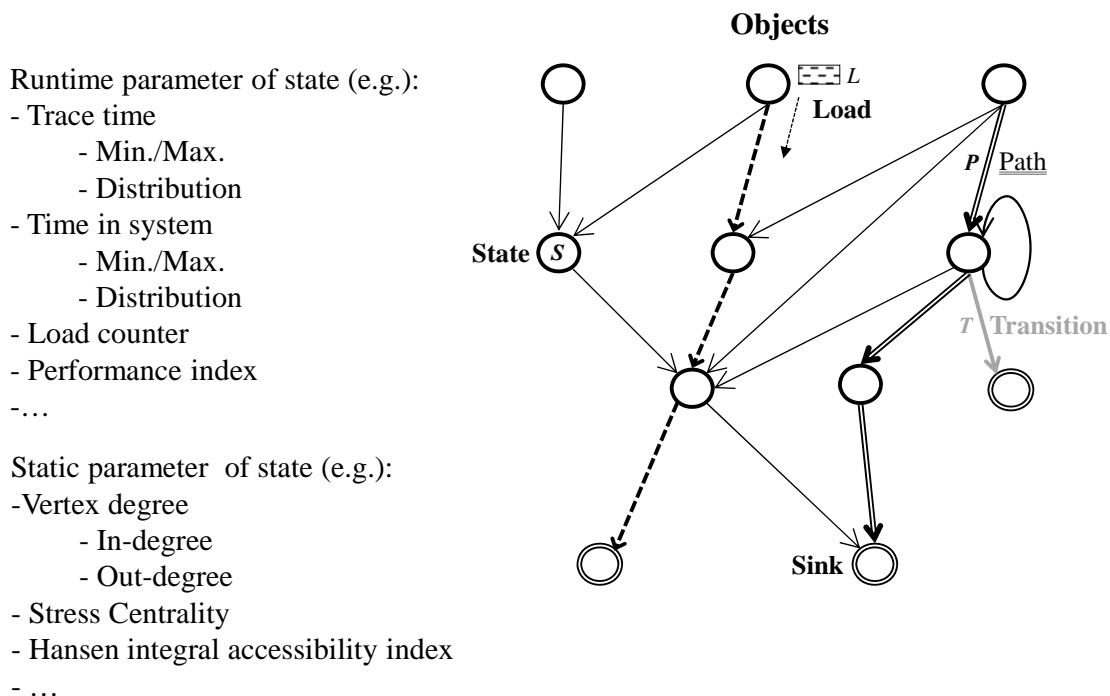 Objects
Runtime parameter of state (e.g.):
- Trace time
- Min./Max.
- Distribution
- Time in system
- Min./Max.
- Distribution
- Load counter
- Performance index
-…
Static parameter of state (e.g.):
-Vertex degree
- In-degree
- Out-degree
- Stress Centrality
- Hansen integral accessibility index
- …
L
Load
P Path
State S
T Transition
Sink